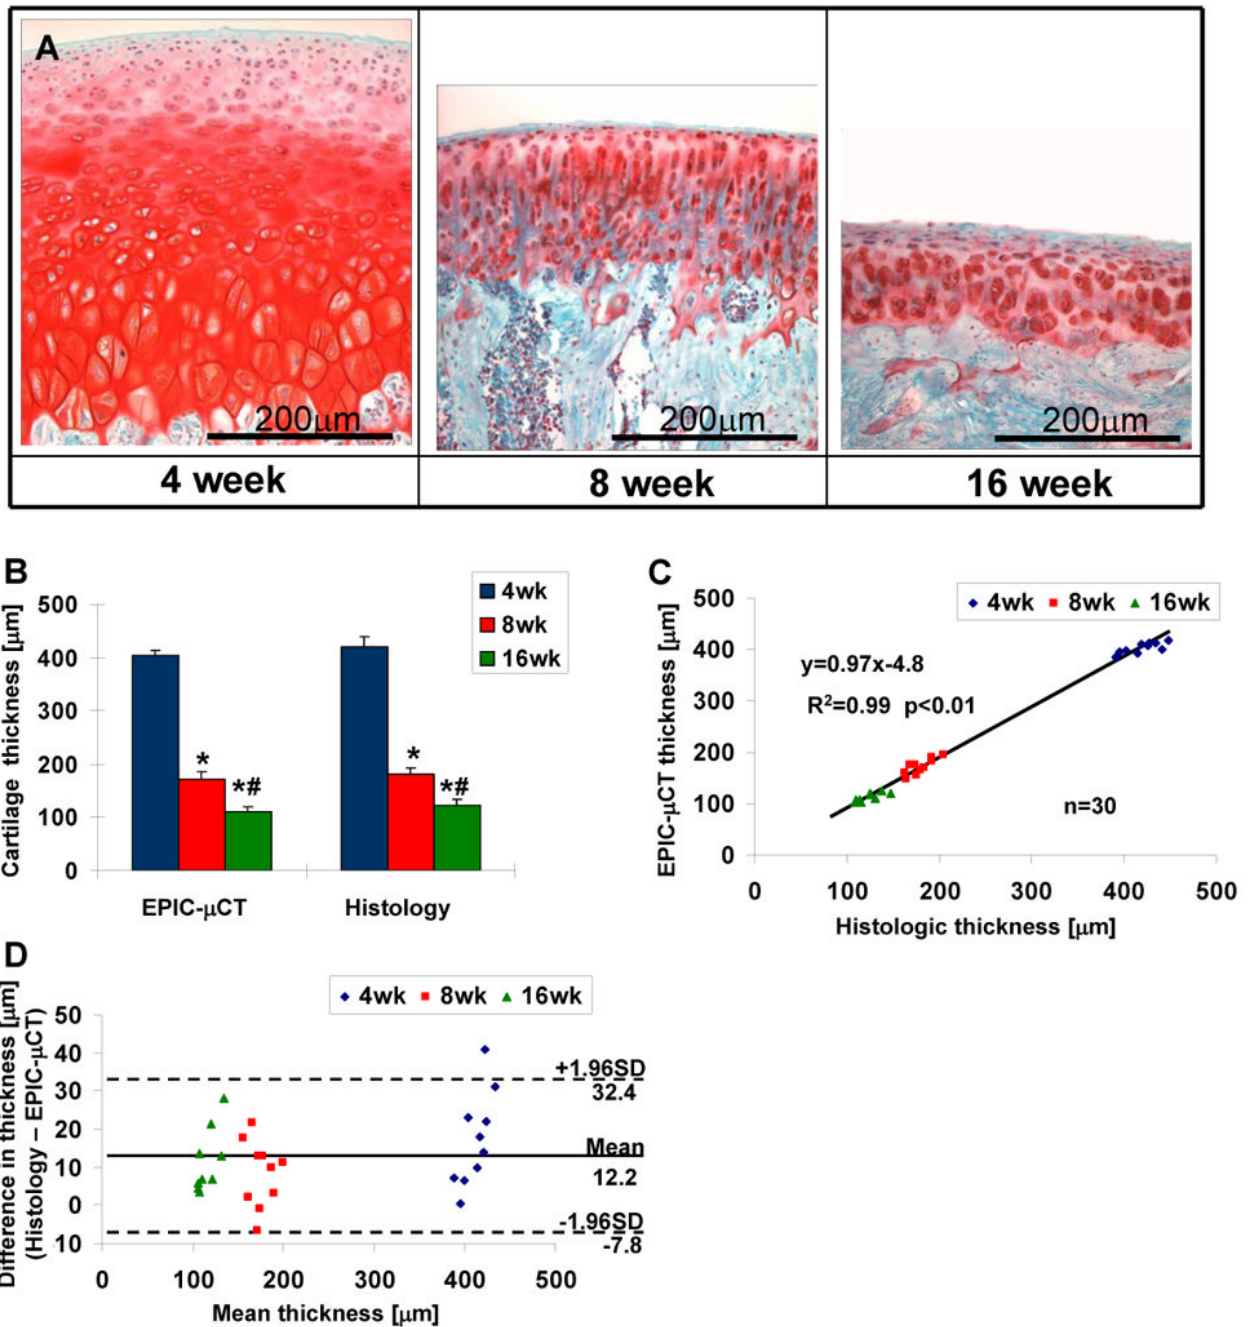 A
200μm
200μm
200μm
4 week
8 week
16 week
B
4wk
8wk
16wk
Cartilage thickness [μm]
500
400
300
200
100
0
*
*#
*
*#
EPIC-μCT
Histology
C
4wk 8wk 16wk
EPIC-μCT thickness [μm]
500
400
300
200
100
0
y=0.97x-4.8
R²=0.99 p<0.01
n=30
0 100 200 300 400 500
Histologic thickness [μm]
D
4wk 8wk 16wk
Difference in thickness [μm]
(Histology – EPIC-μCT)
50
40
30
20
10
0
10
+1.96SD
32.4
Mean
12.2
-1.96SD
-7.8
0 100 200 300 400 500
Mean thickness [μm]